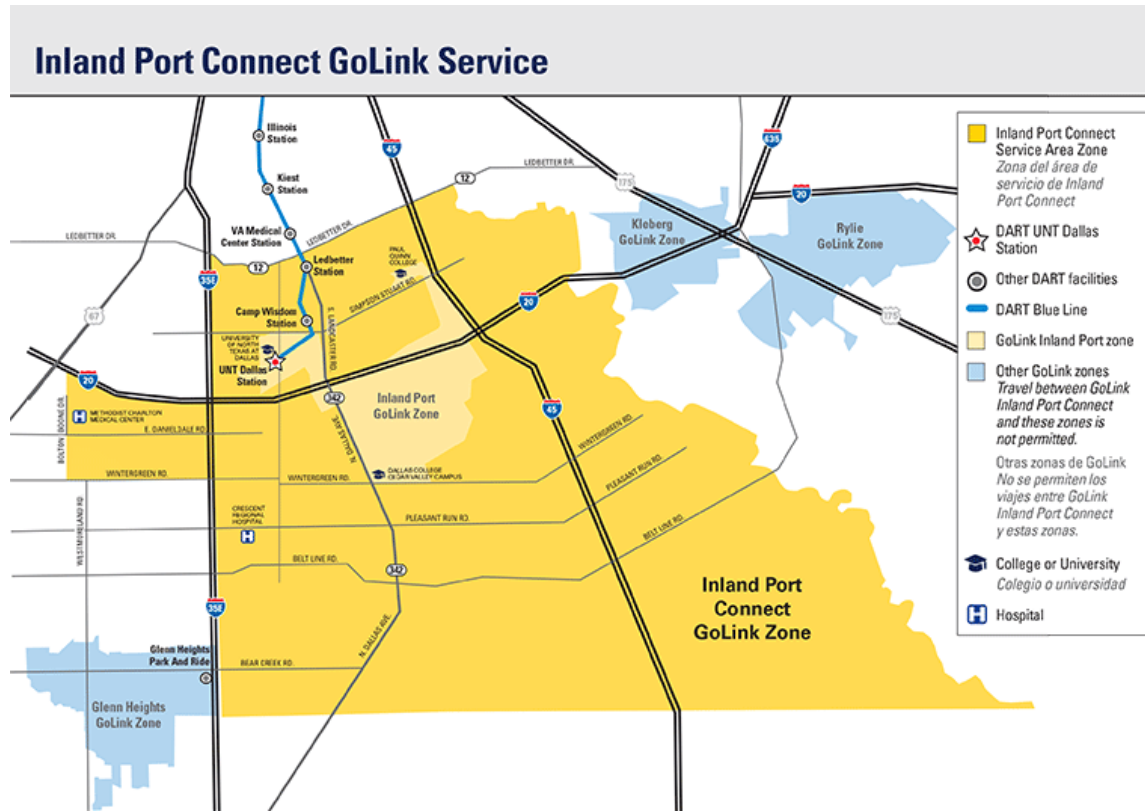 Inland Port Connect GoLink Service
Illinois
Station
Kiest
Station
VA Medical
Center Station
LEDBETTER DR.
LEDBETTER DR.
LEDBETTER DR.
12
12
Ledbetter
Station
Camp Wisdom
Station
UNIVERSITY
OF NORTH
TEXAS AT
DALLAS
UNT Dallas
Station
PAUL
QUINN
COLLEGE
SIMPSON STUART RD.
S. LANCASTER RD.
45
175
635
20
Kleberg
GoLink Zone
Rylie
GoLink Zone
175
35E
67
20
20
342
Inland Port
GoLink Zone
45
BOLTON BOONE DR.
H
METHODIST CHARLTON
MEDICAL CENTER
E. DANIELDALE RD.
N. DALLAS AVE.
WINTERGREEN RD.
WINTERGREEN RD.
WINTERGREEN RD.
DALLAS COLLEGE
CEDAR VALLEY CAMPUS
WESTMORELAND RD.
CRESCENT
REGIONAL
HOSPITAL
H
PLEASANT RUN RD.
PLEASANT RUN RD.
BELT LINE RD.
BELT LINE RD.
342
35E
Inland Port
Connect
GoLink Zone
N. DALLAS AVE.
BEAR CREEK RD.
Glenn Heights
Park And Ride
Glenn Heights
GoLink Zone
Inland Port Connect
Service Area Zone
Zona del área de
servicio de Inland
Port Connect
DART UNT Dallas
Station
Other DART facilities
DART Blue Line
GoLink Inland Port zone
Other GoLink zones
Travel between GoLink
Inland Port Connect
and these zones is
not permitted.
Otras zonas de GoLink
No se permiten los
viajes entre GoLink
Inland Port Connect
y estas zonas.
College or University
Colegio o universidad
H
Hospital